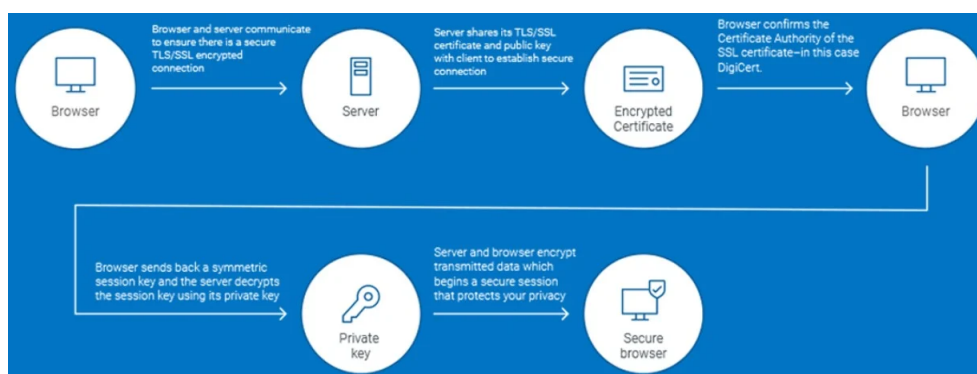 Browser and server communicate
to ensure there is a secure
TLS/SSL encrypted
connection
Server shares its TLS/SSL
certificate and public key
with client to establish secure
connection
Browser confirms the
Certificate Authority of the
SSL certificate–in this case
DigiCert.
Browser
Server
Encrypted
Certificate
Browser
Browser sends back a symmetric
session key and the server decrypts
the session key using its private key
Server and browser encrypt
transmitted data which
begins a secure session
that protects your privacy
Private
key
Secure
browser